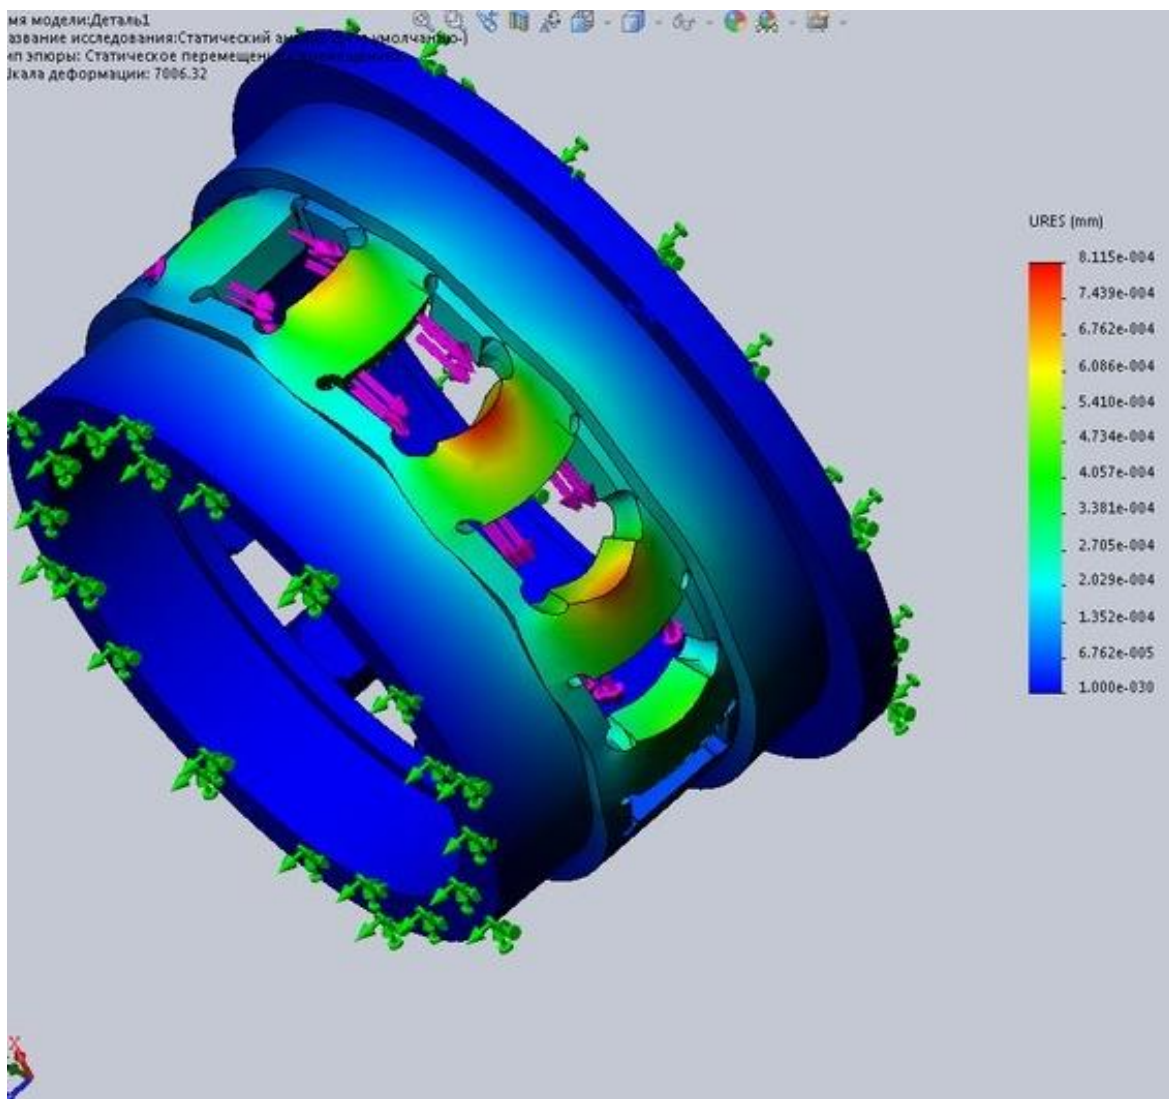 мя модели:Деталь1
азвание исследования:Статический умолчанию-)
ип эпюры: Статическое
кала деформации: 7006.32
URES (mm)
8.115e-004
7.439e-004
6.762e-004
6.086e-004
5.410e-004
4.734e-004
4.057e-004
3.381e-004
2.705e-004
2.029e-004
1.352e-004
6.762e-005
1.000e-030
X